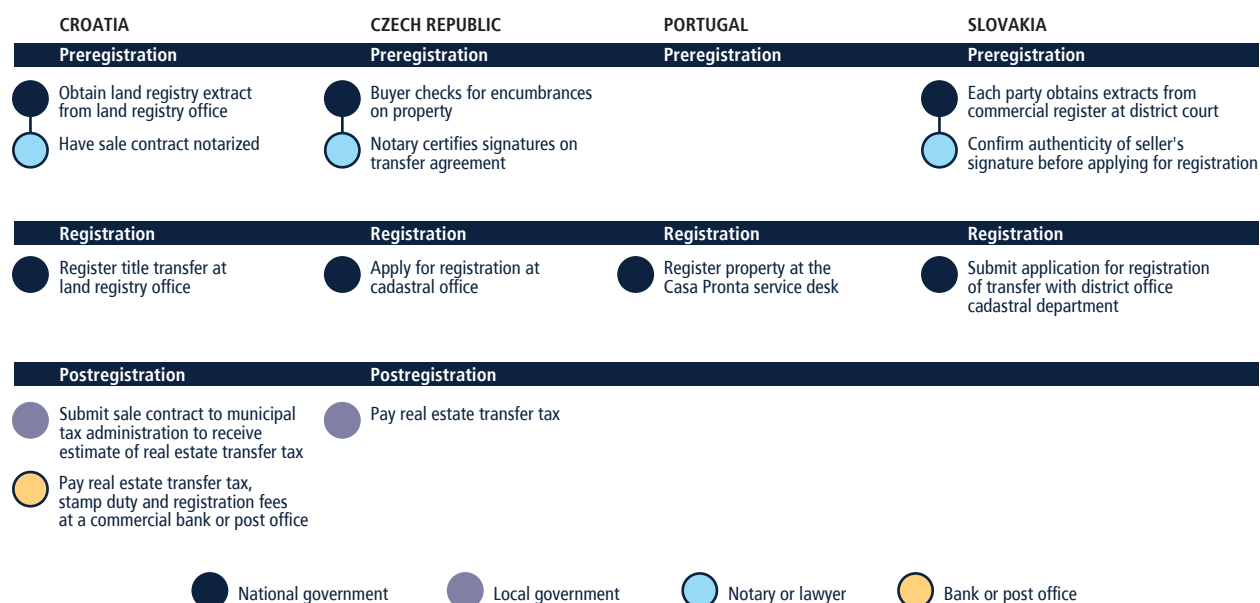 CROATIA
CZECH REPUBLIC
PORTUGAL
SLOVAKIA
Preregistration
Preregistration
Preregistration
Preregistration
Obtain land registry extract
from land registry office
Have sale contract notarized
Buyer checks for encumbrances
on property
Notary certifies signatures on
transfer agreement
Each party obtains extracts from
commercial register at district court
Confirm authenticity of seller's
signature before applying for registration
Registration
Registration
Registration
Registration
Register title transfer at
land registry office
Apply for registration at
cadastral office
Register property at the
Casa Pronta service desk
Submit application for registration
of transfer with district office
cadastral department
Postregistration
Postregistration
Submit sale contract to municipal
tax administration to receive
estimate of real estate transfer tax
Pay real estate transfer tax,
stamp duty and registration fees
at a commercial bank or post office
Pay real estate transfer tax
National government
Local government
Notary or lawyer
Bank or post office